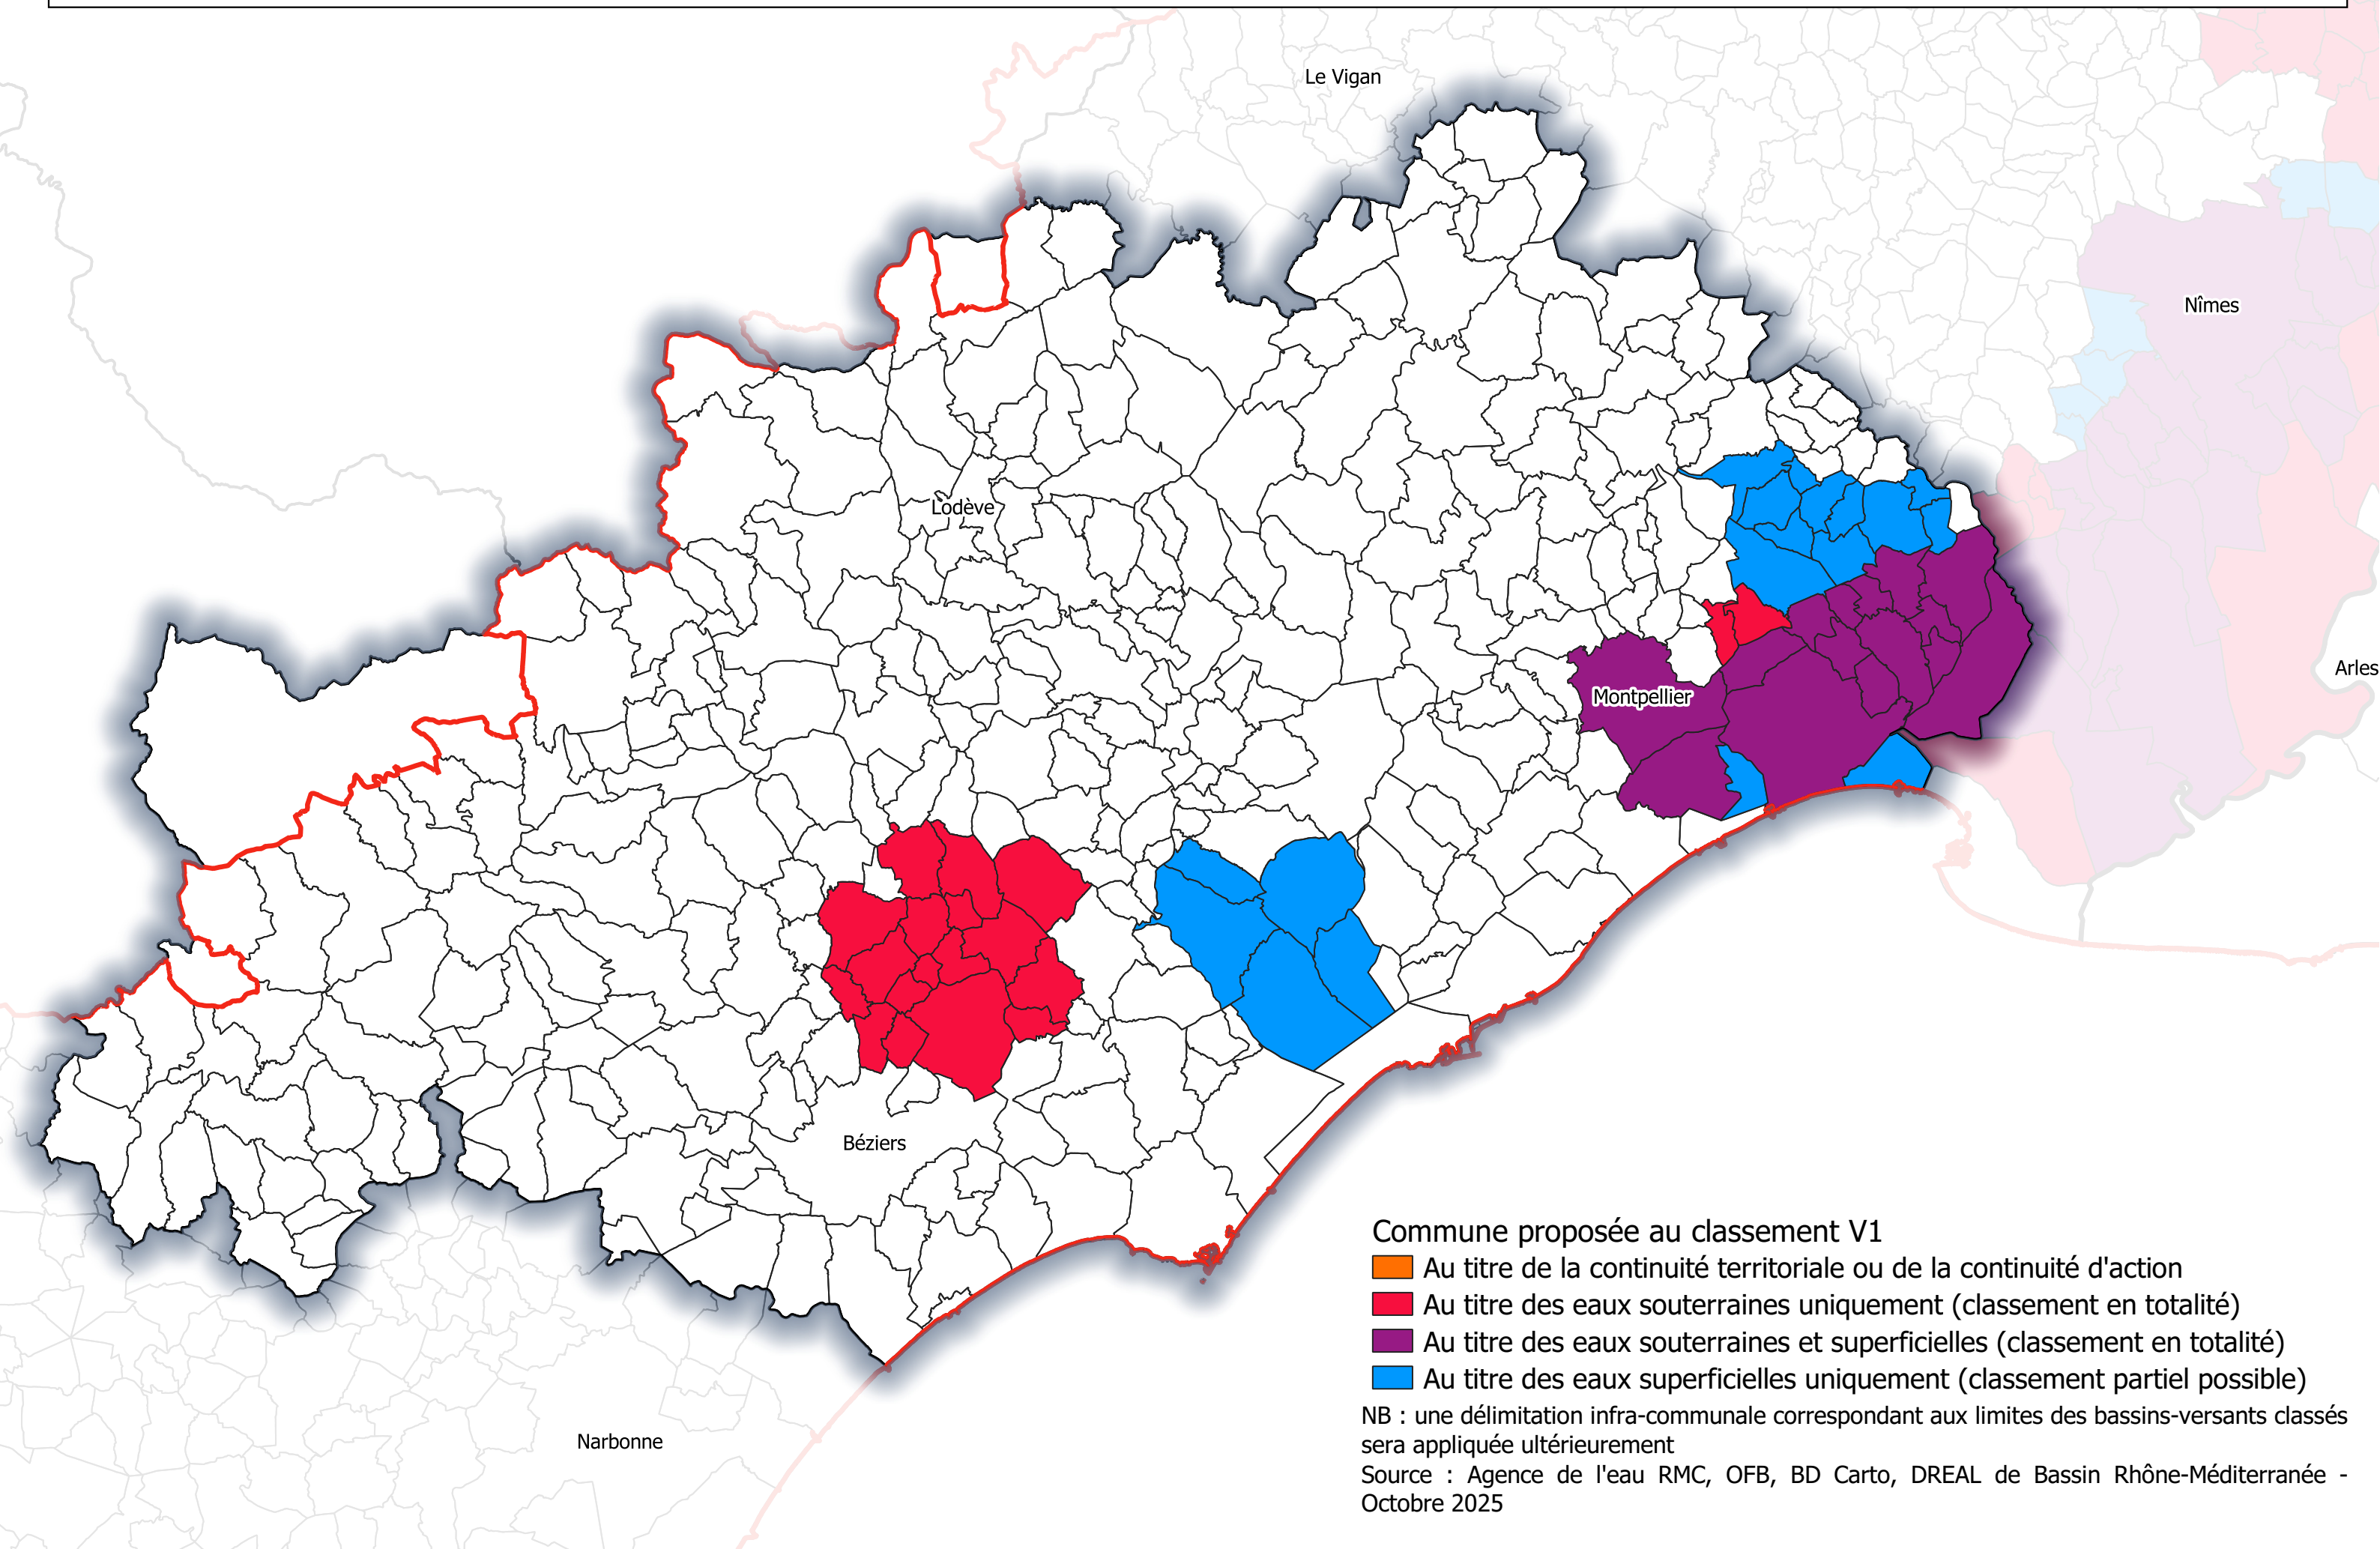 Le Vigan
Nîmes
Lodève
Arles
Montpellier
Béziers
Narbonne
Commune proposée au classement V1
Au titre de la continuité territoriale ou de la continuité d'action
Au titre des eaux souterraines uniquement (classement en totalité)
Au titre des eaux souterraines et superficielles (classement en totalité)
Au titre des eaux superficielles uniquement (classement partiel possible)
NB : une délimitation infra-communale correspondant aux limites des bassins-versants classés
sera appliquée ultérieurement
Source : Agence de l'eau RMC, OFB, BD Carto, DREAL de Bassin Rhône-Méditerranée -
Octobre 2025